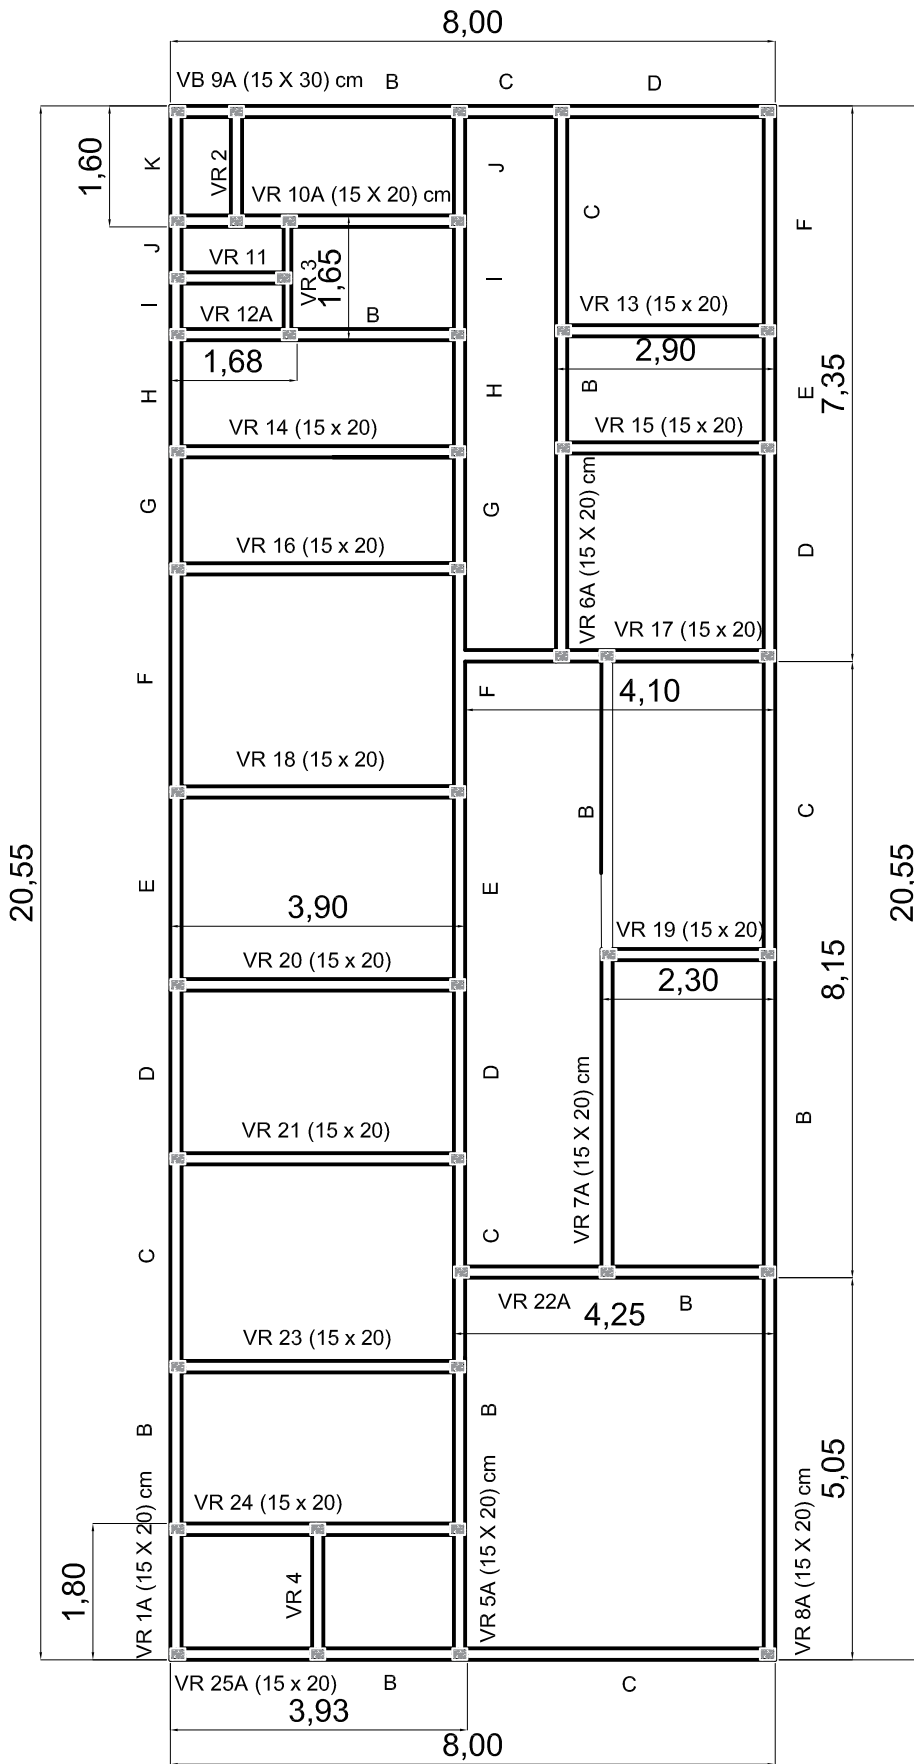 8,00
VB 9A (15 X 30) cm B C D
1,60
K
VR 2
J
VR 10A (15 X 20) cm
C
F
J
VR 11
VR 3
1,65
I
I
VR 12A
B
VR 13 (15 x 20)
1,68
2,90
7,35
H
H
B
E
VR 14 (15 x 20)
VR 15 (15 x 20)
G
G
VR 6A (15 X 20) cm
D
VR 16 (15 x 20)
VR 17 (15 x 20)
F
F
4,10
VR 18 (15 x 20)
B
C
20,55
20,55
E
E
3,90
VR 19 (15 x 20)
VR 20 (15 x 20)
8,15
2,30
D
D
VR 7A (15 X 20) cm
B
VR 21 (15 x 20)
C
C
VR 22A B
4,25
VR 23 (15 x 20)
B
B
5,05
VR 1A (15 X 20) cm
VR 24 (15 x 20)
VR 5A (15 X 20) cm
VR 8A (15 X 20) cm
1,80
VR 4
VR 25A (15 x 20) B C
3,93
8,00